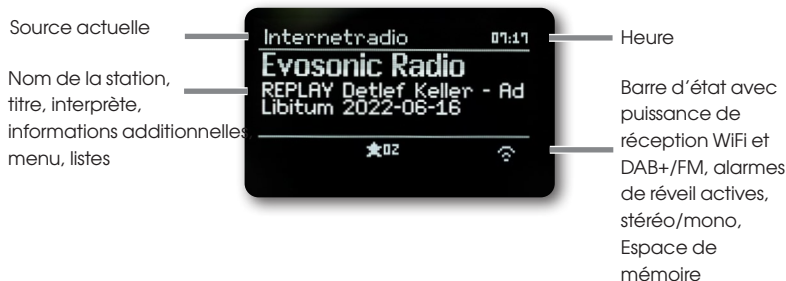 Source actuelle
Nom de la station,
titre, interprète,
informations additionnelles,
menu, listes
Internetradio 07:17
Evosonic Radio
REPLAY Detlef Keller - Ad
Libitum 2022-06-16
02
Heure
Barre d'état avec
puissance de
réception WiFi et
DAB+/FM, alarmes
de réveil actives,
stéréo/mono,
Espace de
mémoire